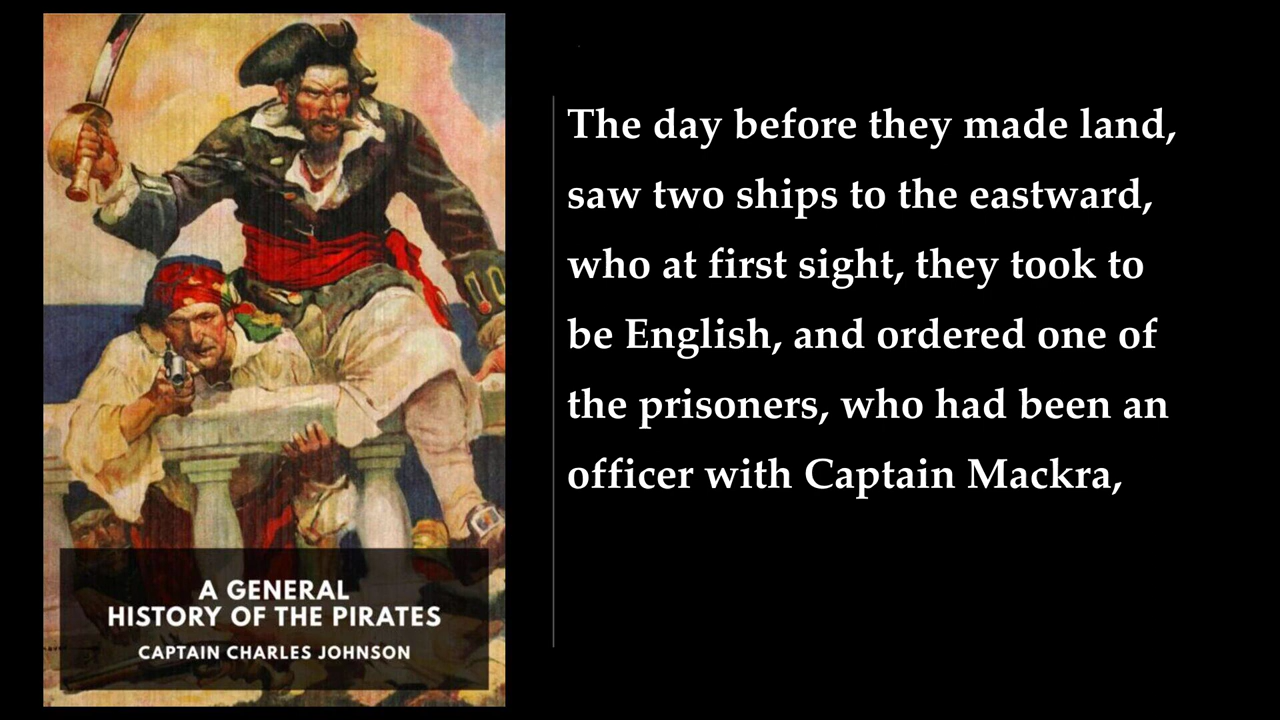 A GENERAL
HISTORY OF THE PIRATES
CAPTAIN CHARLES JOHNSON
The day before they made land,
saw two ships to the eastward,
who at first sight, they took to
be English, and ordered one of
the prisoners, who had been an
officer with Captain Mackra,